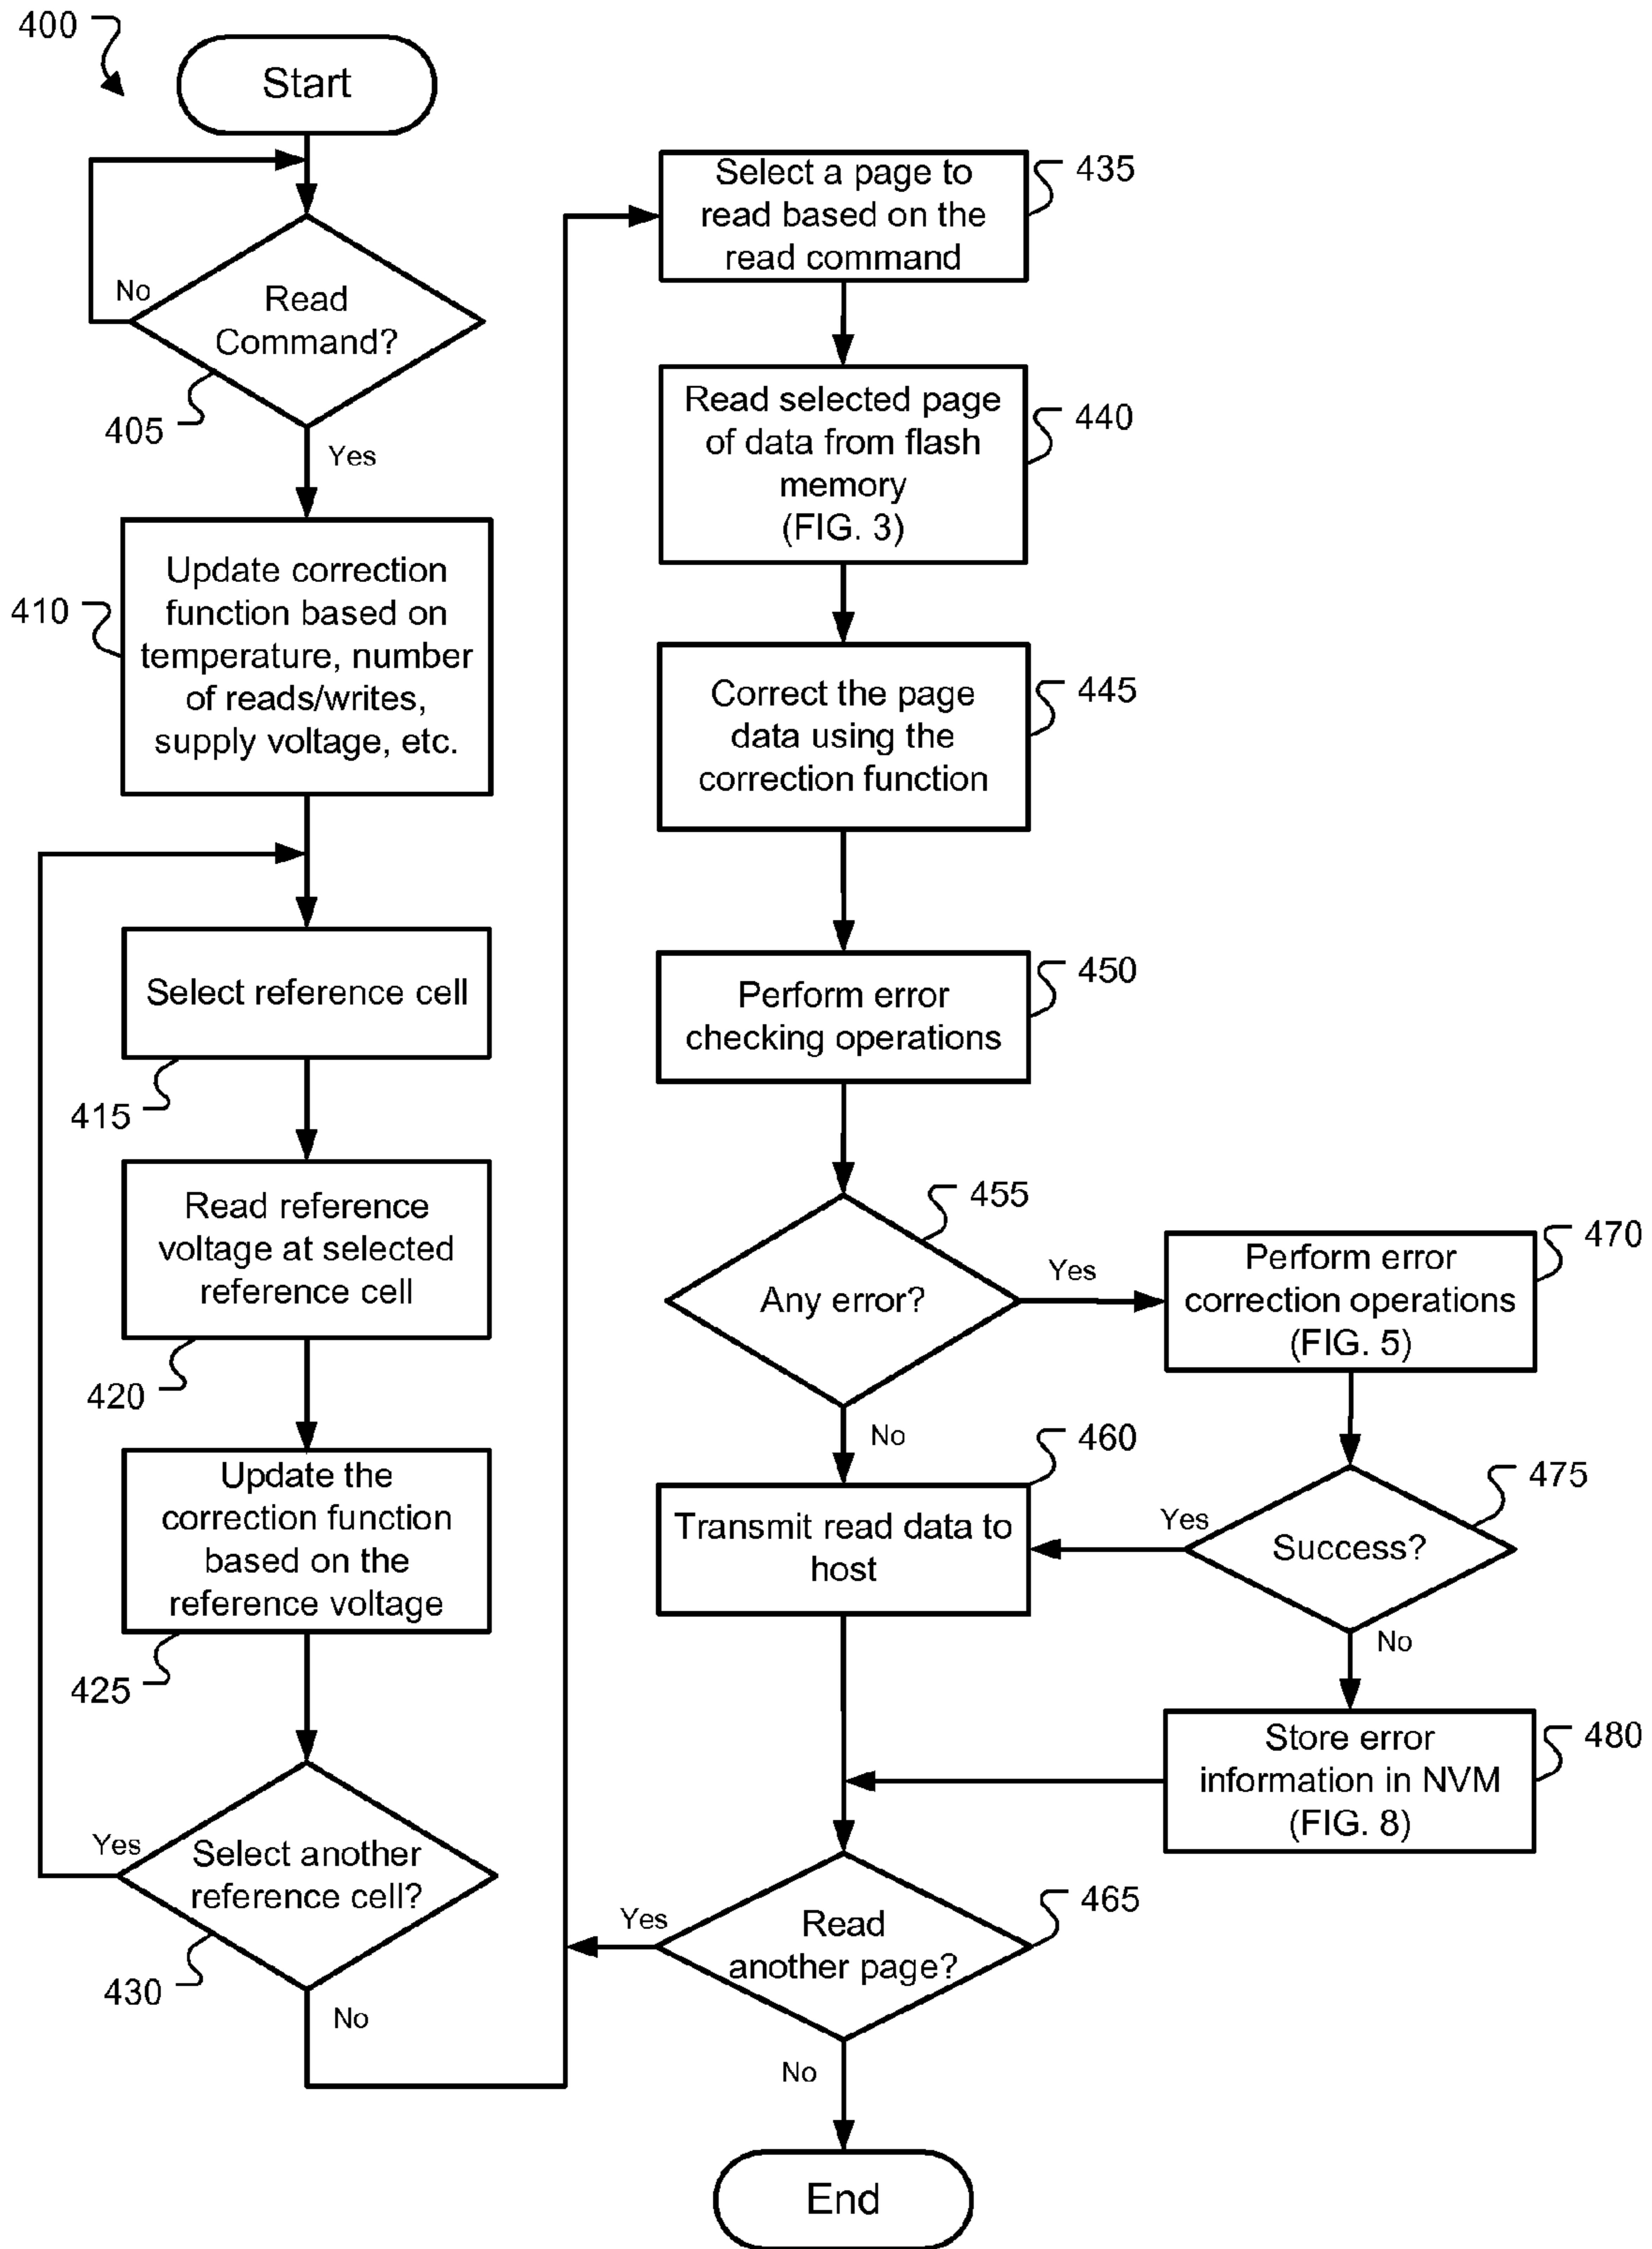 400
Start
No
Read
Command?
405
Yes
410
Update correction
function based on
temperature, number
of reads/writes,
supply voltage, etc.
Select reference cell
415
Read reference
voltage at selected
reference cell
420
Update the
correction function
based on the
reference voltage
425
Yes
Select another
reference cell?
430
No
Select a page to
read based on the
read command
435
Read selected page
of data from flash
memory
(FIG. 3)
440
Correct the page
data using the
correction function
445
Perform error
checking operations
450
455
Any error?
Yes
No
460
Transmit read data to
host
470
Perform error
correction operations
(FIG. 5)
475
Yes
Success?
No
Store error
information in NVM
(FIG. 8)
480
465
Yes
Read
another page?
No
End